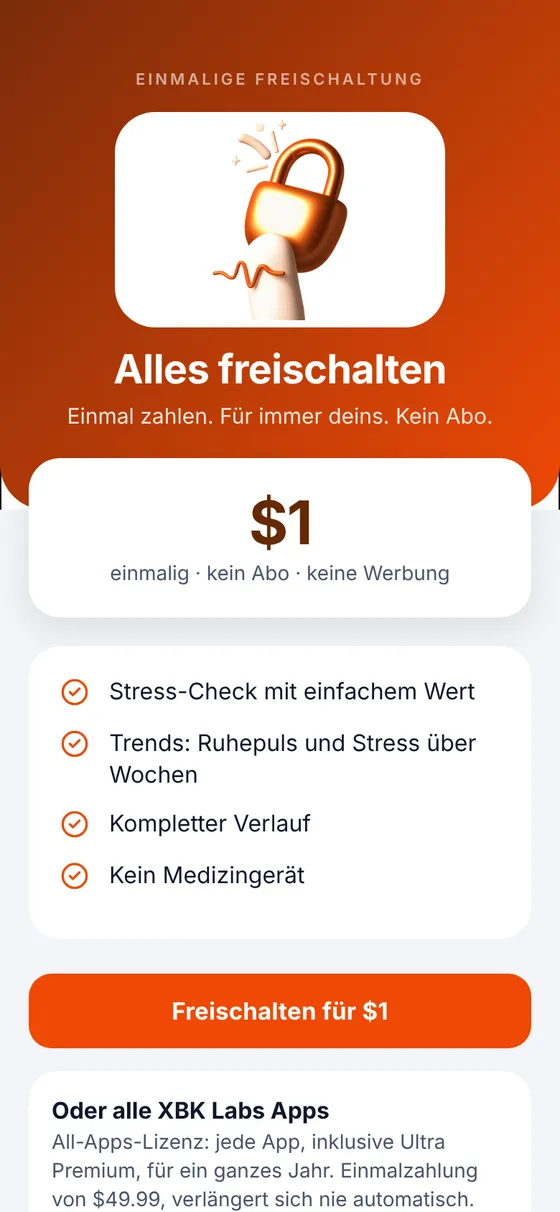 EINMALIGE FREISCHALTUNG
Alles freischalten
Einmal zahlen. Für immer deins. Kein Abo.
$1
einmalig · kein Abo · keine Werbung
Stress-Check mit einfachem Wert
Trends: Ruhepuls und Stress über
Wochen
Kompletter Verlauf
Kein Medizingerät
Freischalten für $1
Oder alle XBK Labs Apps
All-Apps-Lizenz: jede App, inklusive Ultra
Premium, für ein ganzes Jahr. Einmalzahlung
von $49.99, verlängert sich nie automatisch.